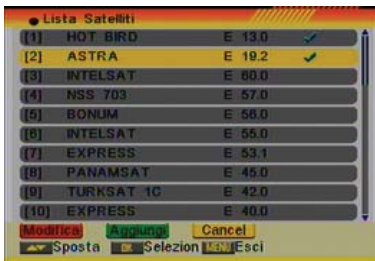 Lista Satelliti
[1] HOT BIRD E 13.0
[2] ASTRA E 19.2
[3] INTELSAT E 60.0
[4] NSS 703 E 57.0
[5] BONUM E 56.0
[6] INTELSAT E 55.0
[7] EXPRESS E 53.1
[8] PANAMSAT E 45.0
[9] TURKSAT 1C E 42.0
[10] EXPRESS E 40.0
Modifica Aggiungi Cancel
Sposta OK Selezion MENU Esci